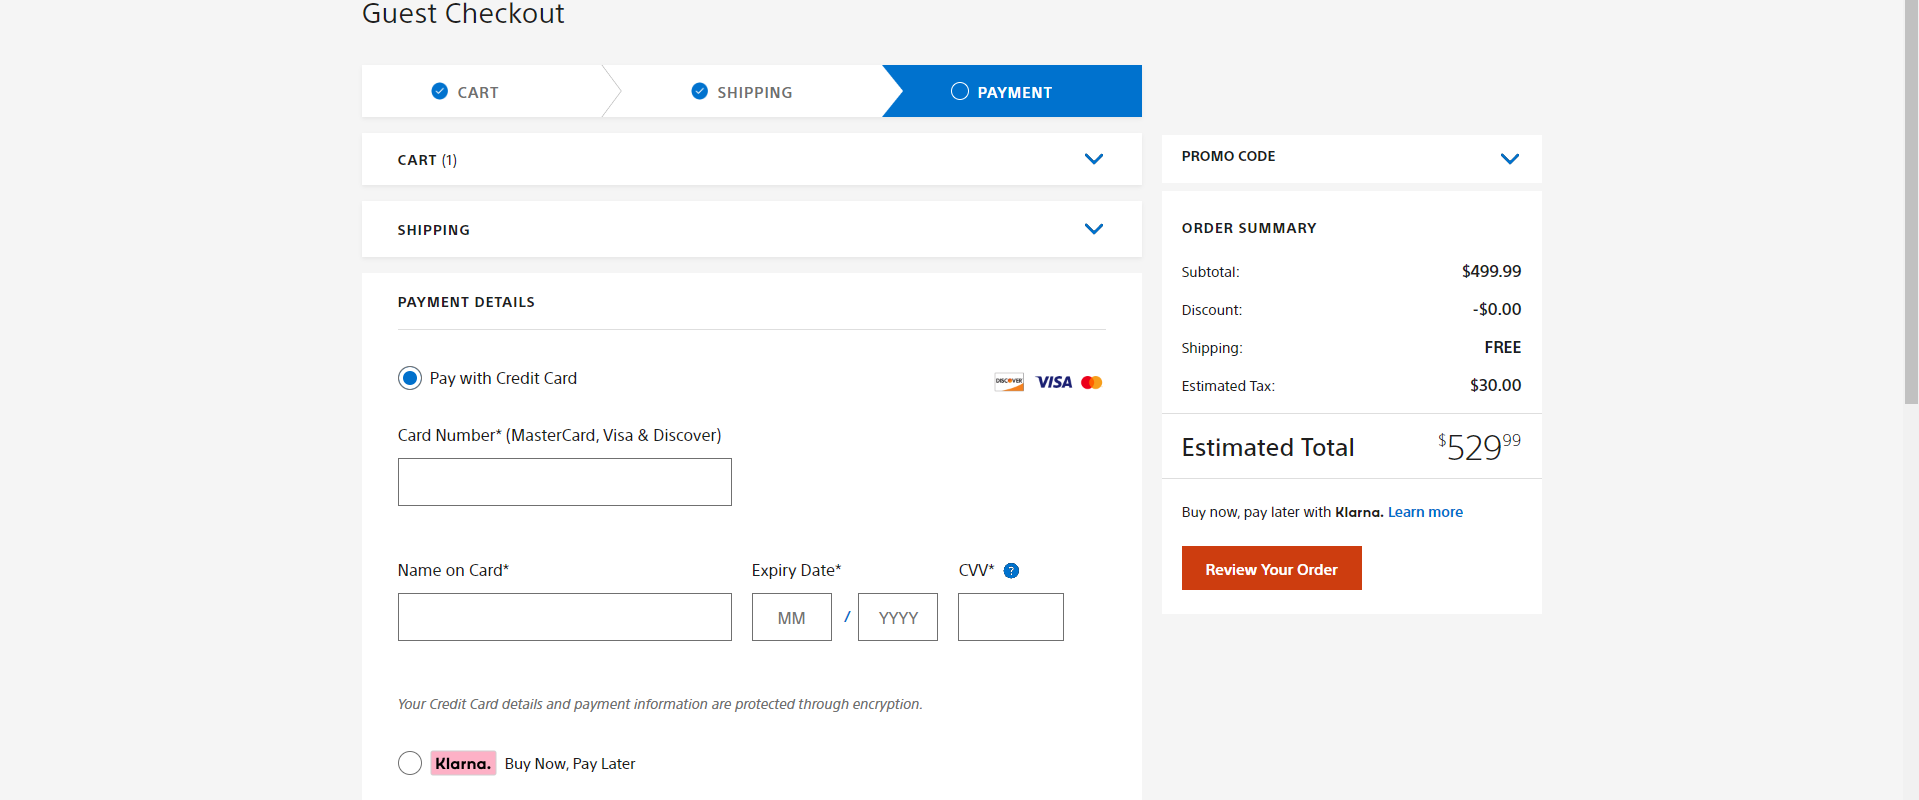 Guest Checkout
CART
SHIPPING
PAYMENT
CART (1)
SHIPPING
PAYMENT DETAILS
Pay with Credit Card
DISCOVER VISA
Card Number* (MasterCard, Visa & Discover)
Name on Card*
Expiry Date*
CVV* ?
MM / YYYY
Your Credit Card details and payment information are protected through encryption.
Klarna. Buy Now, Pay Later
PROMO CODE
ORDER SUMMARY
Subtotal: $499.99
Discount: -$0.00
Shipping: FREE
Estimated Tax: $30.00
Estimated Total $529 99
Buy now, pay later with Klarna. Learn more
Review Your Order